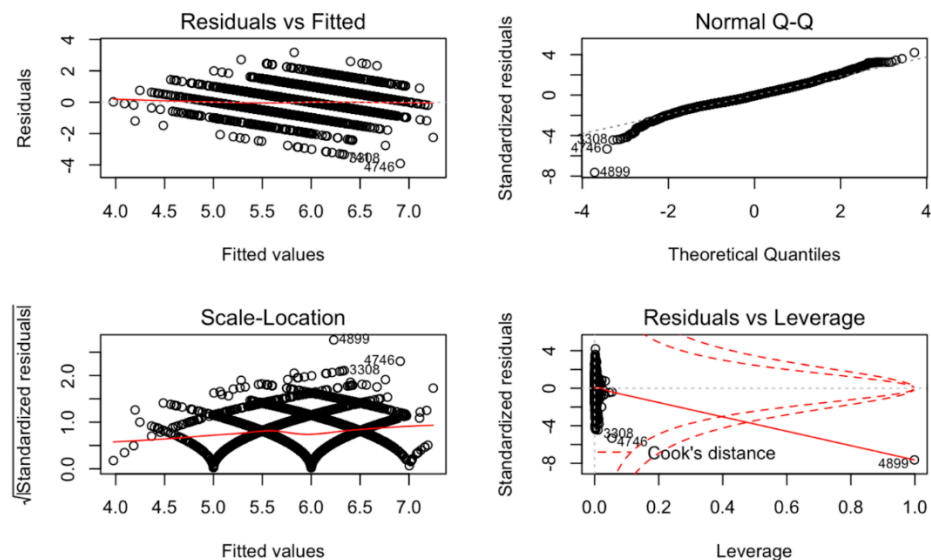 Residuals vs Fitted
Residuals
4
2
0
-2
-4
4746
4.0 4.5 5.0 5.5 6.0 6.5 7.0
Fitted values
Normal Q-Q
Standardized residuals
4
0
-4
-8
3308
4746
4899
-4 -2 0 2 4
Theoretical Quantiles
Scale-Location
√|Standardized residuals|
2.0
1.0
0.0
4899
4746
3308
4.0 4.5 5.0 5.5 6.0 6.5 7.0
Fitted values
Residuals vs Leverage
Standardized residuals
4
0
-4
-8
3308
4746
Cook's distance
4899
0.0 0.2 0.4 0.6 0.8 1.0
Leverage